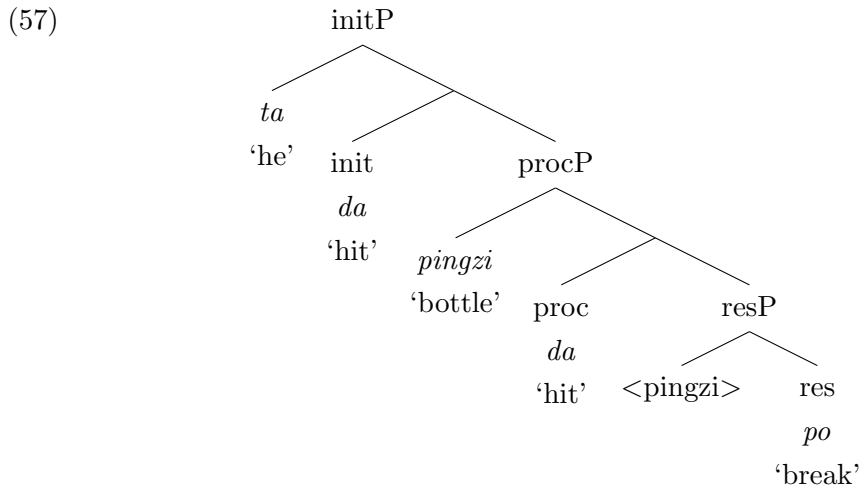 (57)
initP
ta
‘he’
init
da
‘hit’
procP
pingzi
‘bottle’
proc
da
‘hit’
resP
<pingzi>
res
po
‘break’